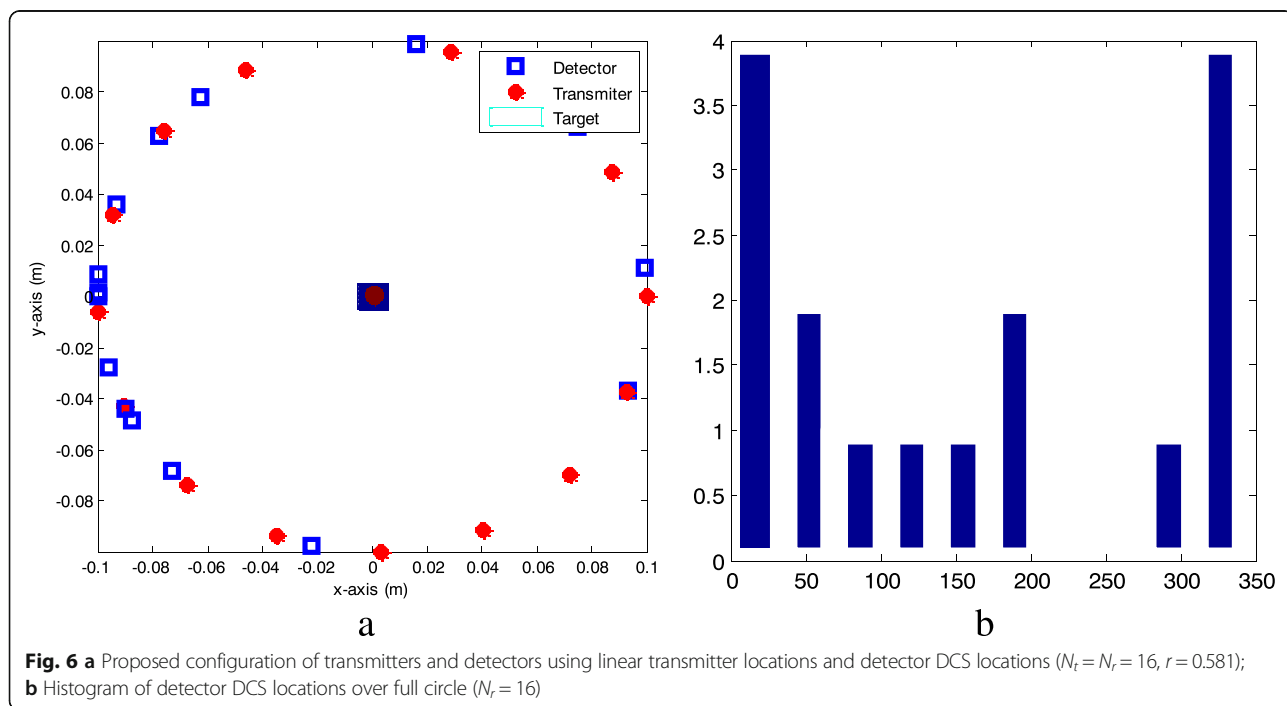 0.08
0.06
0.04
0.02
0
-0.02
-0.04
-0.06
-0.08
y-axis (m)
-0.1 -0.08 -0.06 -0.04 -0.02 0 0.02 0.04 0.06 0.08 0.1
x-axis (m)
Detector
Transmiter
Target
a
4
3.5
3
2.5
2
1.5
1
0.5
0
0 50 100 150 200 250 300 350
b
Fig. 6 a Proposed configuration of transmitters and detectors using linear transmitter locations and detector DCS locations (Nt = Nr = 16, r = 0.581);
b Histogram of detector DCS locations over full circle (Nr = 16)